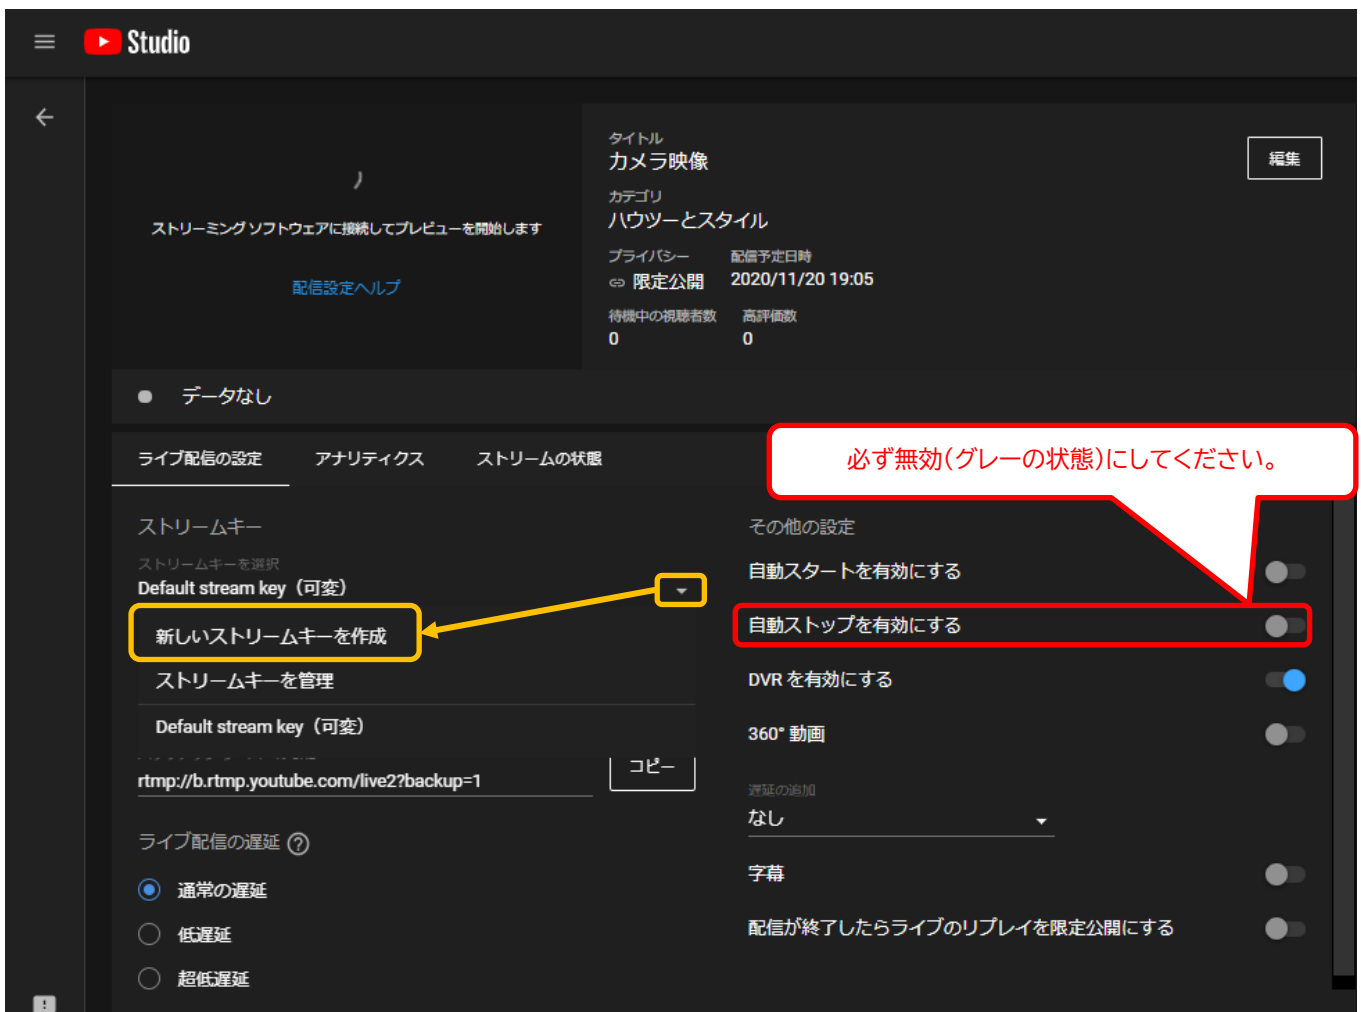 Studio
タイトル
カメラ映像
編集
カテゴリ
ハウツーとスタイル
ストリーミング ソフトウェアに接続してプレビューを開始します
配信設定ヘルプ
プライバシー 配信予定日時
限定公開 2020/11/20 19:05
待機中の視聴者数 高評価数
0 0
データなし
ライブ配信の設定 アナリティクス ストリームの状態
必ず無効(グレーの状態)にしてください。
ストリームキー
ストリームキーを選択
Default stream key（可変）
新しいストリームキーを作成
ストリームキーを管理
Default stream key（可変）
rtmp://b.rtmp.youtube.com/live2?backup=1
コピー
ライブ配信の遅延
通常の遅延
低遅延
超低遅延
その他の設定
自動スタートを有効にする
自動ストップを有効にする
DVR を有効にする
360° 動画
遅延の追加
なし
字幕
配信が終了したらライブのリプレイを限定公開にする